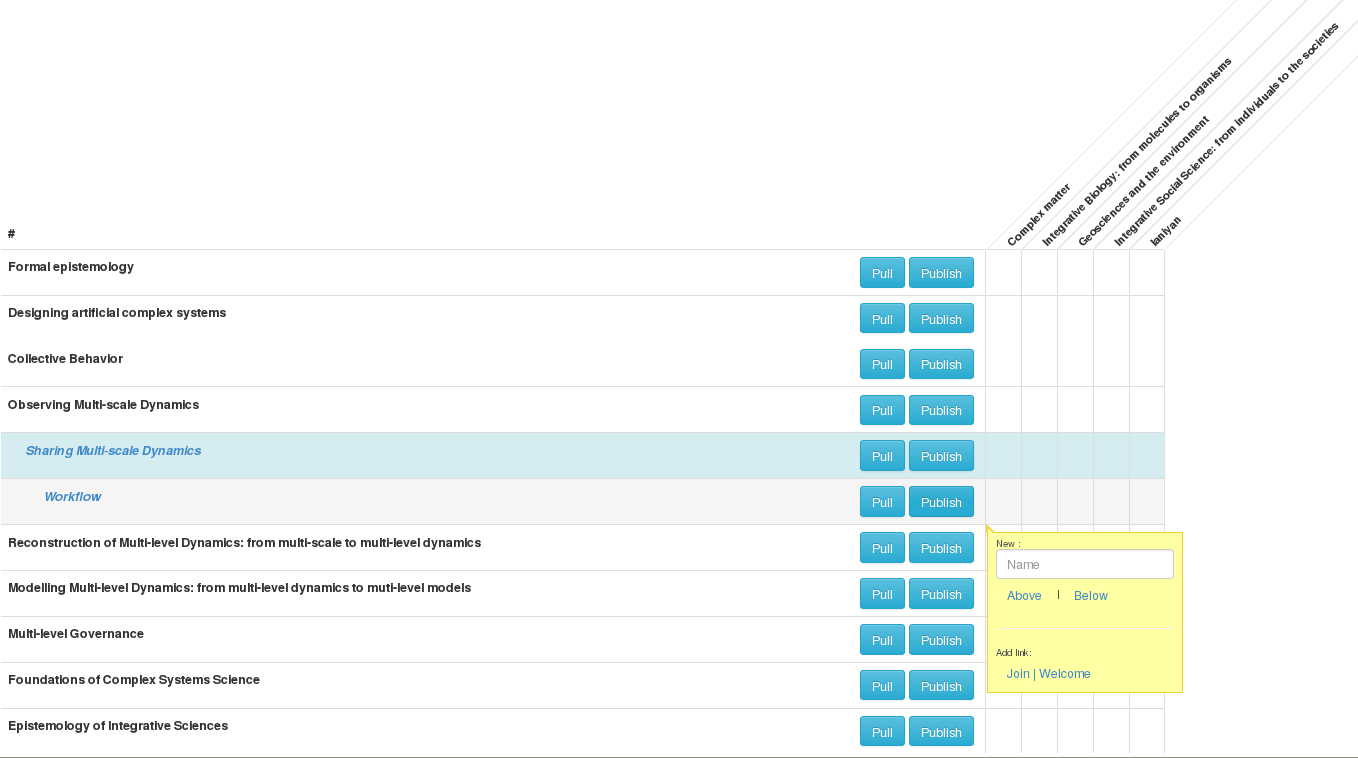 Complex matter
Integrative Biology: from molecules to organisms
Geosciences and the environment
Integrative Social Science: from individuals to the societies
laniyan
#
Formal epistemology Pull Publish
Designing artificial complex systems Pull Publish
Collective Behavior Pull Publish
Observing Multi-scale Dynamics Pull Publish
Sharing Multi-scale Dynamics Pull Publish
Workflow Pull Publish
Reconstruction of Multi-level Dynamics: from multi-scale to multi-level dynamics Pull Publish
Modelling Multi-level Dynamics: from multi-level dynamics to muti-level models Pull Publish
Multi-level Governance Pull Publish
Foundations of Complex Systems Science Pull Publish
Epistemology of Integrative Sciences Pull Publish
New :
Name
Above | Below
Add link:
Join | Welcome